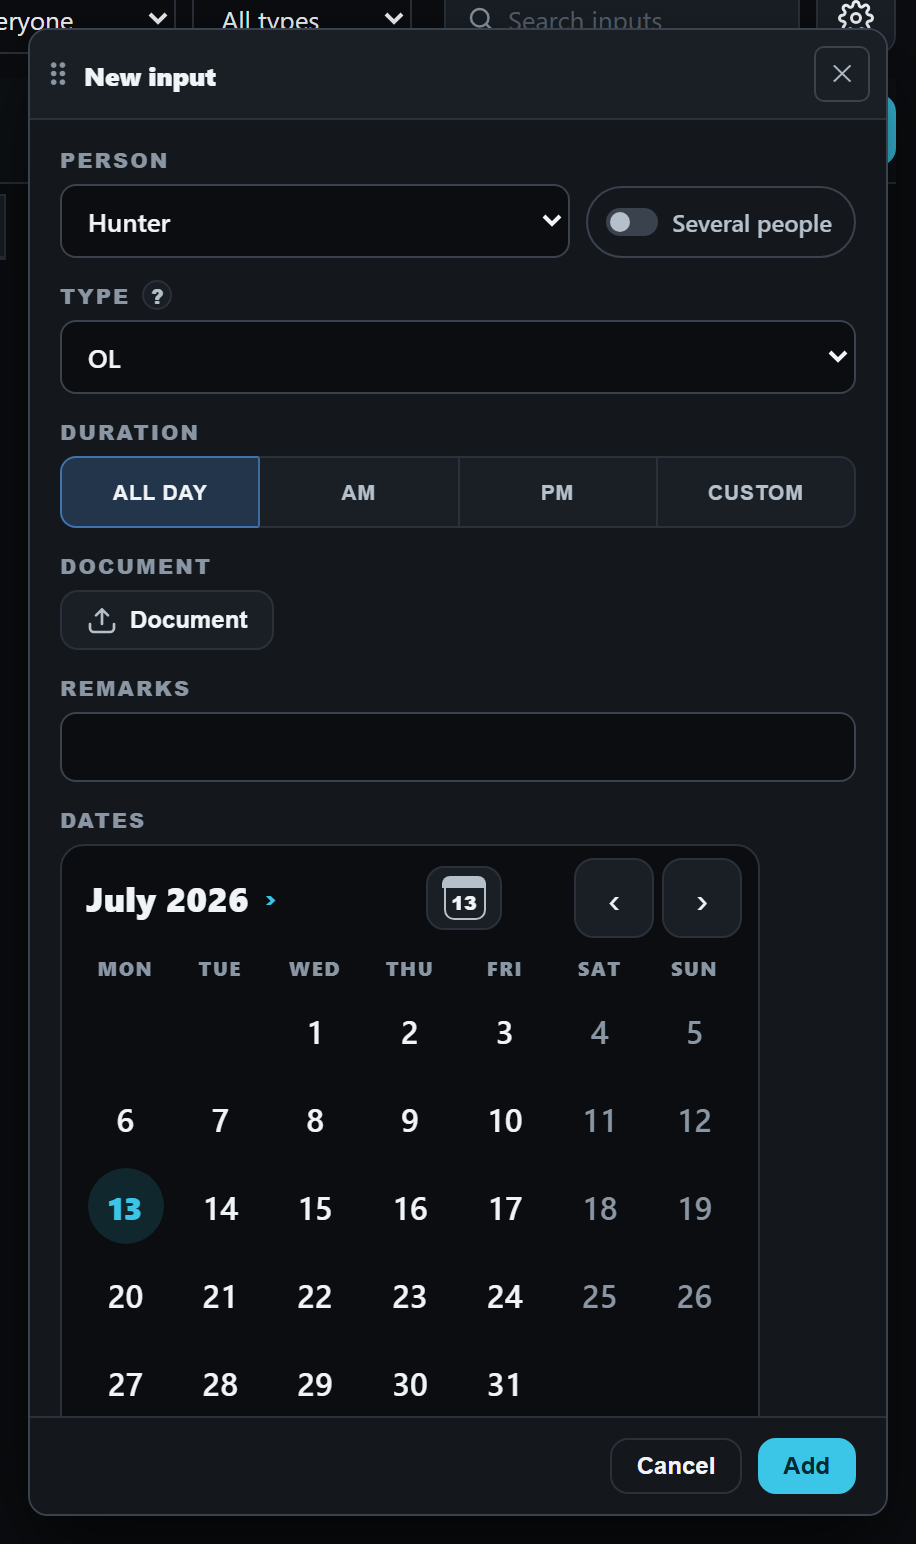 eryone
All types
Search inputs
New input
PERSON
Hunter
Several people
TYPE ?
OL
DURATION
ALL DAY
AM
PM
CUSTOM
DOCUMENT
Document
REMARKS
DATES
July 2026 ›
13
‹ ›
MON TUE WED THU FRI SAT SUN
1 2 3 4 5
6 7 8 9 10 11 12
13 14 15 16 17 18 19
20 21 22 23 24 25 26
27 28 29 30 31
Cancel
Add